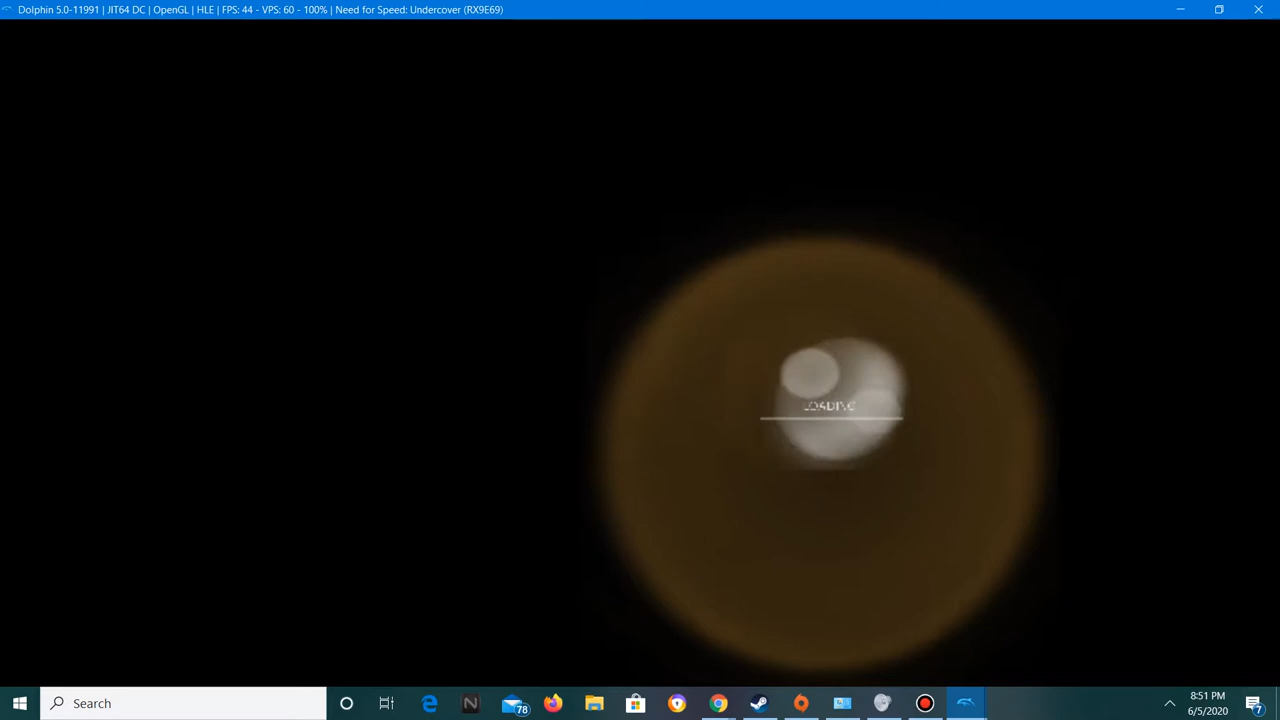 Dolphin 5.0-11991 | JIT64 DC | OpenGL | HLE | FPS: 44 - VPS: 60 - 100% | Need for Speed: Undercover (RX9E69)
LOADING
Search
78
8:51 PM
6/5/2020
7